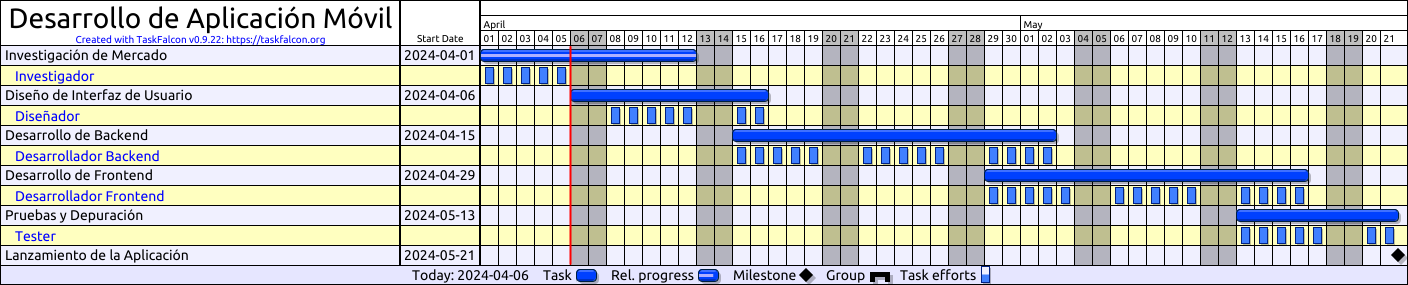 Desarrollo de Aplicación Móvil
Created with TaskFalcon v0.9.22: https://taskfalcon.org
Start Date
April May
01 02 03 04 05 06 07 08 09 10 11 12 13 14 15 16 17 18 19 20 21 22 23 24 25 26 27 28 29 30 01 02 03 04 05 06 07 08 09 10 11 12 13 14 15 16 17 18 19 20 21
Investigación de Mercado 2024-04-01
Investigador
Diseño de Interfaz de Usuario 2024-04-06
Diseñador
Desarrollo de Backend 2024-04-15
Desarrollador Backend
Desarrollo de Frontend 2024-04-29
Desarrollador Frontend
Pruebas y Depuración 2024-05-13
Tester
Lanzamiento de la Aplicación 2024-05-21
Today: 2024-04-06 Task Rel. progress Milestone Group Task efforts